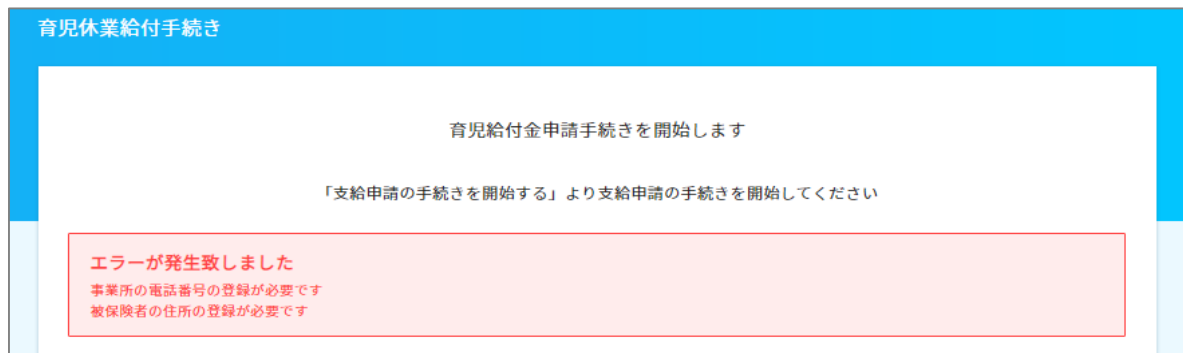 育児休業給付手続き
育児給付金申請手続きを開始します
「支給申請の手続きを開始する」より支給申請の手続きを開始してください
エラーが発生致しました
事業所の電話番号の登録が必要です
被保険者の住所の登録が必要です